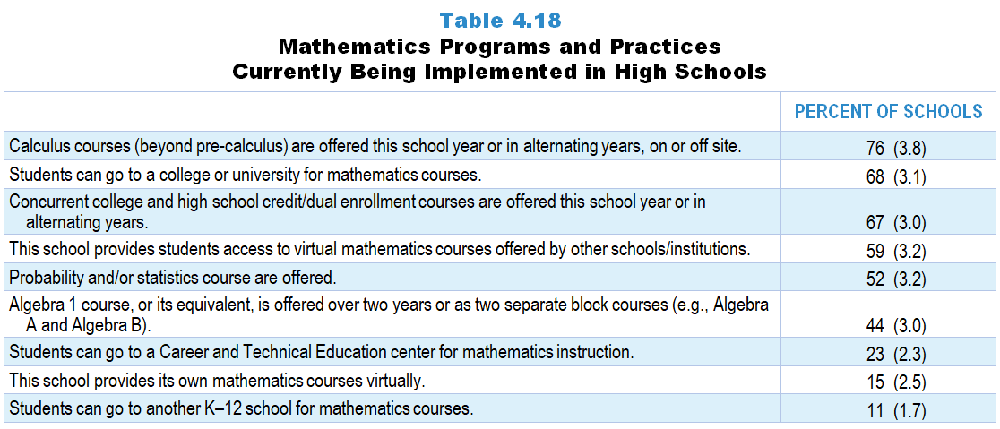 Table 4.18
Mathematics Programs and Practices
Currently Being Implemented in High Schools
PERCENT OF SCHOOLS
Calculus courses (beyond pre-calculus) are offered this school year or in alternating years, on or off site. 76 (3.8)
Students can go to a college or university for mathematics courses. 68 (3.1)
Concurrent college and high school credit/dual enrollment courses are offered this school year or in
alternating years. 67 (3.0)
This school provides students access to virtual mathematics courses offered by other schools/institutions. 59 (3.2)
Probability and/or statistics course are offered. 52 (3.2)
Algebra 1 course, or its equivalent, is offered over two years or as two separate block courses (e.g., Algebra
A and Algebra B). 44 (3.0)
Students can go to a Career and Technical Education center for mathematics instruction. 23 (2.3)
This school provides its own mathematics courses virtually. 15 (2.5)
Students can go to another K–12 school for mathematics courses. 11 (1.7)